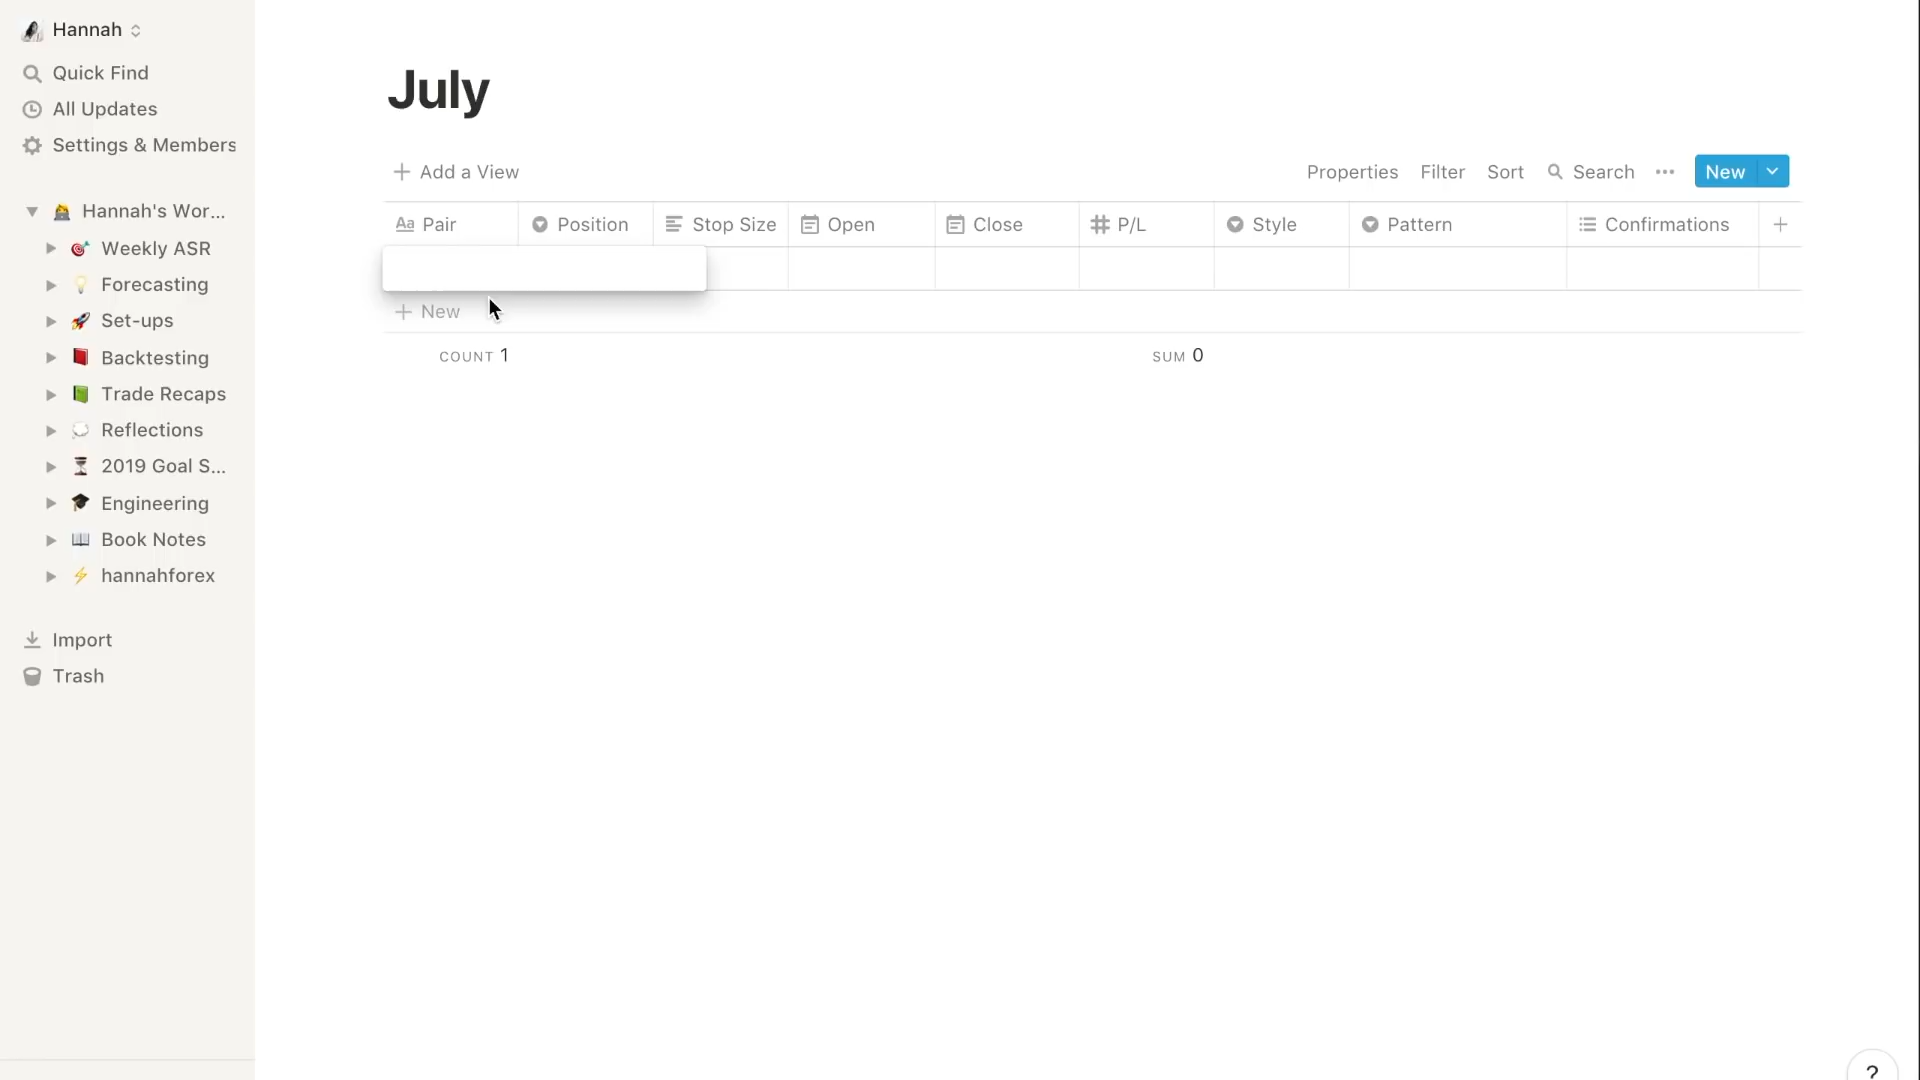 Hannah
Quick Find
All Updates
Settings & Members
Hannah's Wor...
Weekly ASR
Forecasting
Set-ups
Backtesting
Trade Recaps
Reflections
2019 Goal S...
Engineering
Book Notes
hannahforex
Import
Trash
July
+ Add a View
Properties Filter Sort Search ... New
Aa Pair Position Stop Size Open Close # P/L Style Pattern Confirmations +
+ New
COUNT 1 SUM 0
?